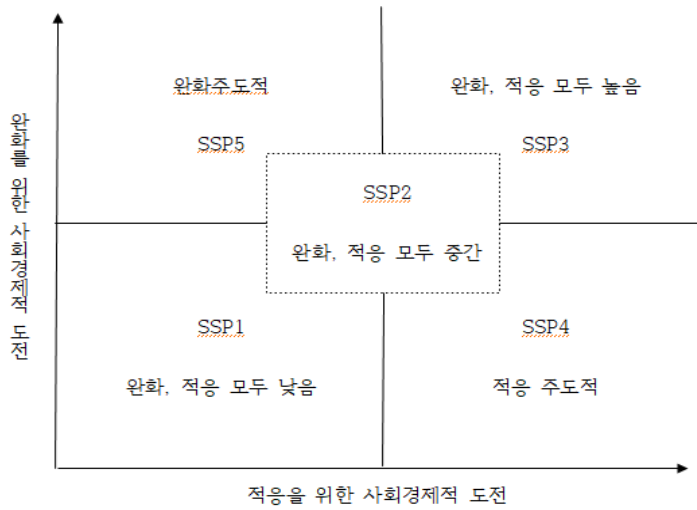 완화주도적
SSP5
완화, 적응 모두 높음
SSP3
SSP2
완화, 적응 모두 중간
SSP1
완화, 적응 모두 낮음
SSP4
적응 주도적
완화를 위한 사회경제적 도전
적응을 위한 사회경제적 도전